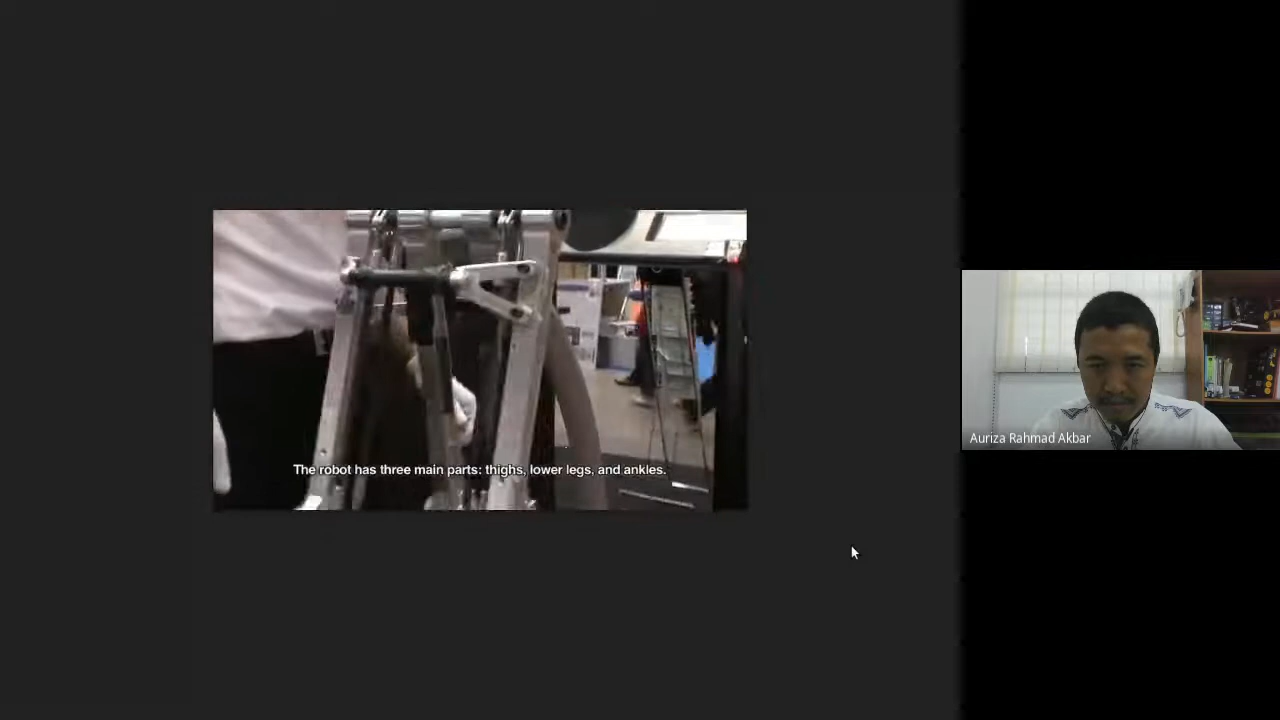 The robot has three main parts: thighs, lower legs, and ankles.
Auriza Rahmad Akbar